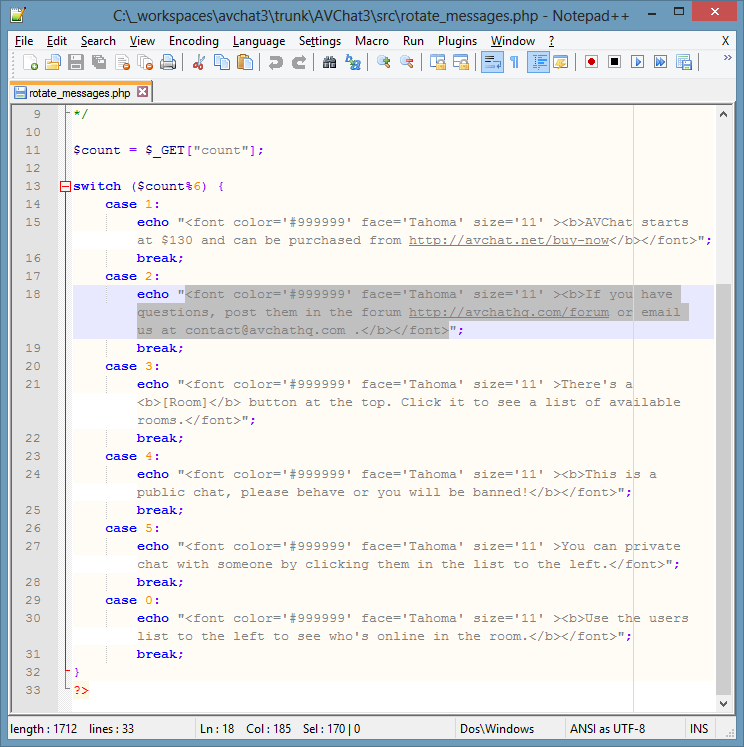 C:\_workspaces\avchat3\trunk\AVChat3\src\rotate_messages.php - Notepad++
File Edit Search View Encoding Language Settings Macro Run Plugins Window ? X
rotate_messages.php
9 */
10
11 $count = $_GET["count"];
12
13 switch ($count%6) {
14 case 1:
15 echo "<font color='#999999' face='Tahoma' size='11' ><b>AVChat starts
at $130 and can be purchased from http://avchat.net/buy-now</b></font>";
16 break;
17 case 2:
18 echo "<font color='#999999' face='Tahoma' size='11' ><b>If you have
questions, post them in the forum http://avchathq.com/forum or email
us at contact@avchathq.com .</b></font>";
19 break;
20 case 3:
21 echo "<font color='#999999' face='Tahoma' size='11' >There's a
<b>[Room]</b> button at the top. Click it to see a list of available
rooms.</font>";
22 break;
23 case 4:
24 echo "<font color='#999999' face='Tahoma' size='11' ><b>This is a
public chat, please behave or you will be banned!</b></font>";
25 break;
26 case 5:
27 echo "<font color='#999999' face='Tahoma' size='11' >You can private
chat with someone by clicking them in the list to the left.</font>";
28 break;
29 case 0:
30 echo "<font color='#999999' face='Tahoma' size='11' ><b>Use the users
list to the left to see who's online in the room.</b></font>";
31 break;
32 }
33 ?>
length : 1712 lines : 33 Ln : 18 Col : 185 Sel : 170 | 0 Dos\Windows ANSI as UTF-8 INS